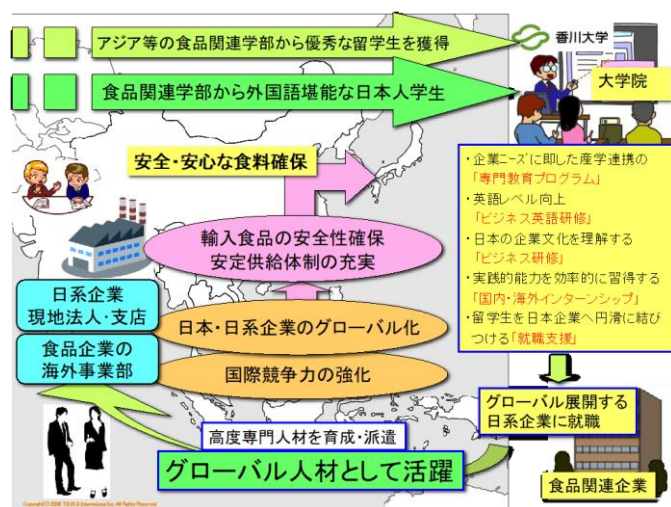 アジア等の食品関連学部から優秀な留学生を獲得
香川大学
大学院
食品関連学部から外国語堪能な日本人学生
安全・安心な食料確保
・企業ニーズに即した産学連携の
「専門教育プログラム」
・英語レベル向上
「ビジネス英語研修」
・日本の企業文化を理解する
「ビジネス研修」
・実践的能力を効率的に習得する
「国内・海外インターンシップ」
・留学生を日本企業へ円滑に結び
つける「就職支援」
輸入食品の安全性確保
安定供給体制の充実
日系企業
現地法人・支店
日本・日系企業のグローバル化
食品企業の
海外事業部
国際競争力の強化
グローバル展開する
日系企業に就職
高度専門人材を育成・派遣
グローバル人材として活躍
食品関連企業